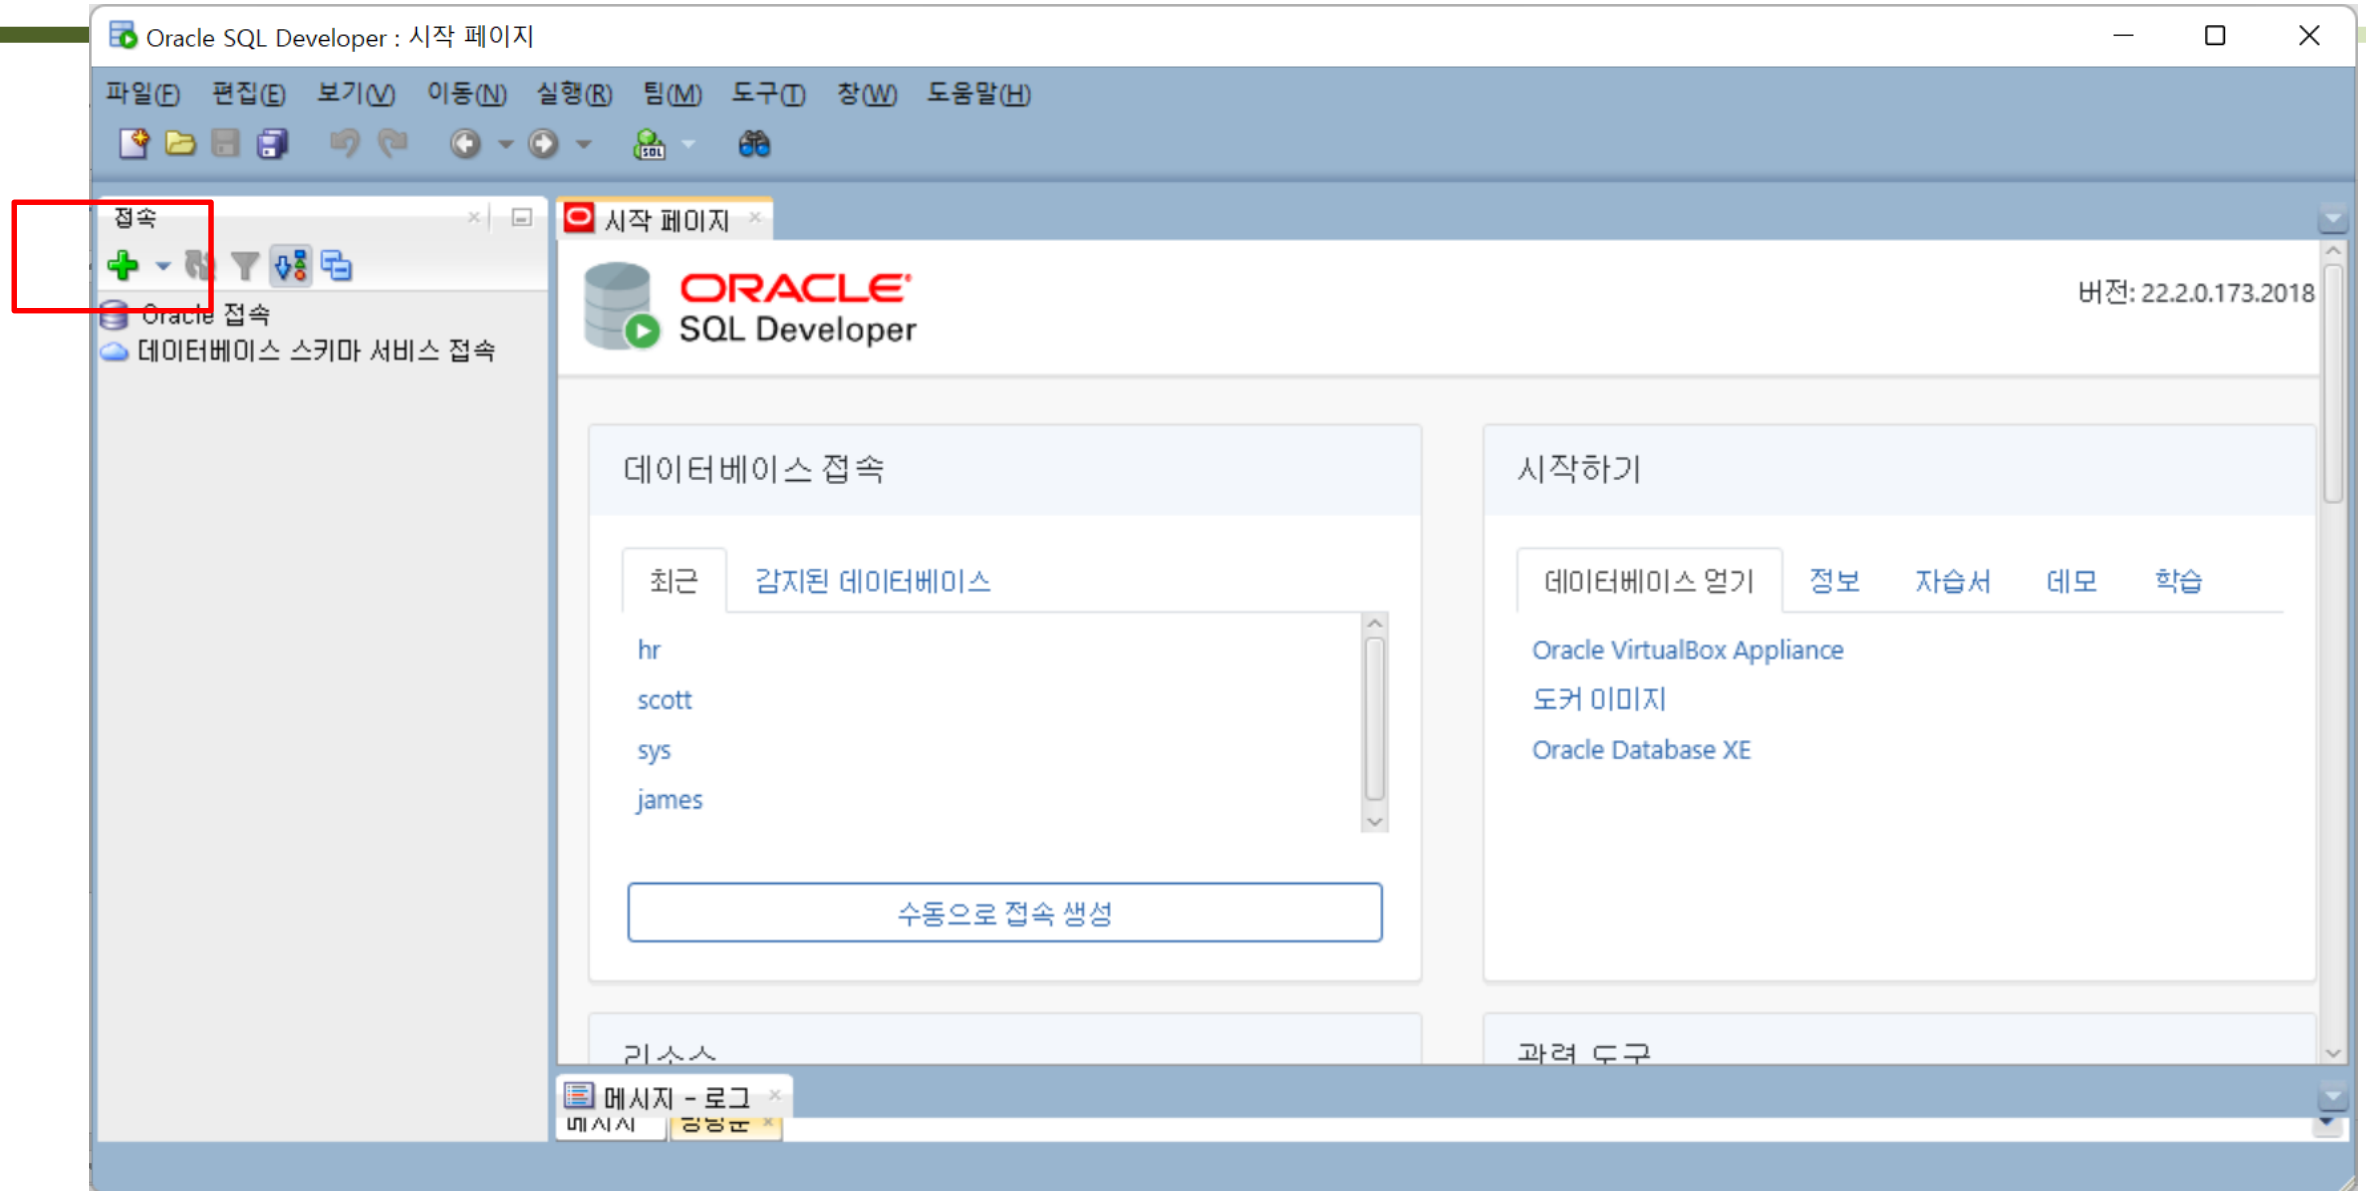 Oracle SQL Developer : 시작 페이지
파일(F) 편집(E) 보기(V) 이동(N) 실행(R) 팀(M) 도구(T) 창(W) 도움말(H)
SQL
접속
시작 페이지
Oracle 접속
데이터베이스 스키마 서비스 접속
ORACLE
SQL Developer
버전: 22.2.0.173.2018
데이터베이스 접속
최근 감지된 데이터베이스
hr
scott
sys
james
수동으로 접속 생성
시작하기
데이터베이스 얻기 정보 자습서 데모 학습
Oracle VirtualBox Appliance
도커 이미지
Oracle Database XE
리소스
관련 도구
메시지 - 로그
메시지